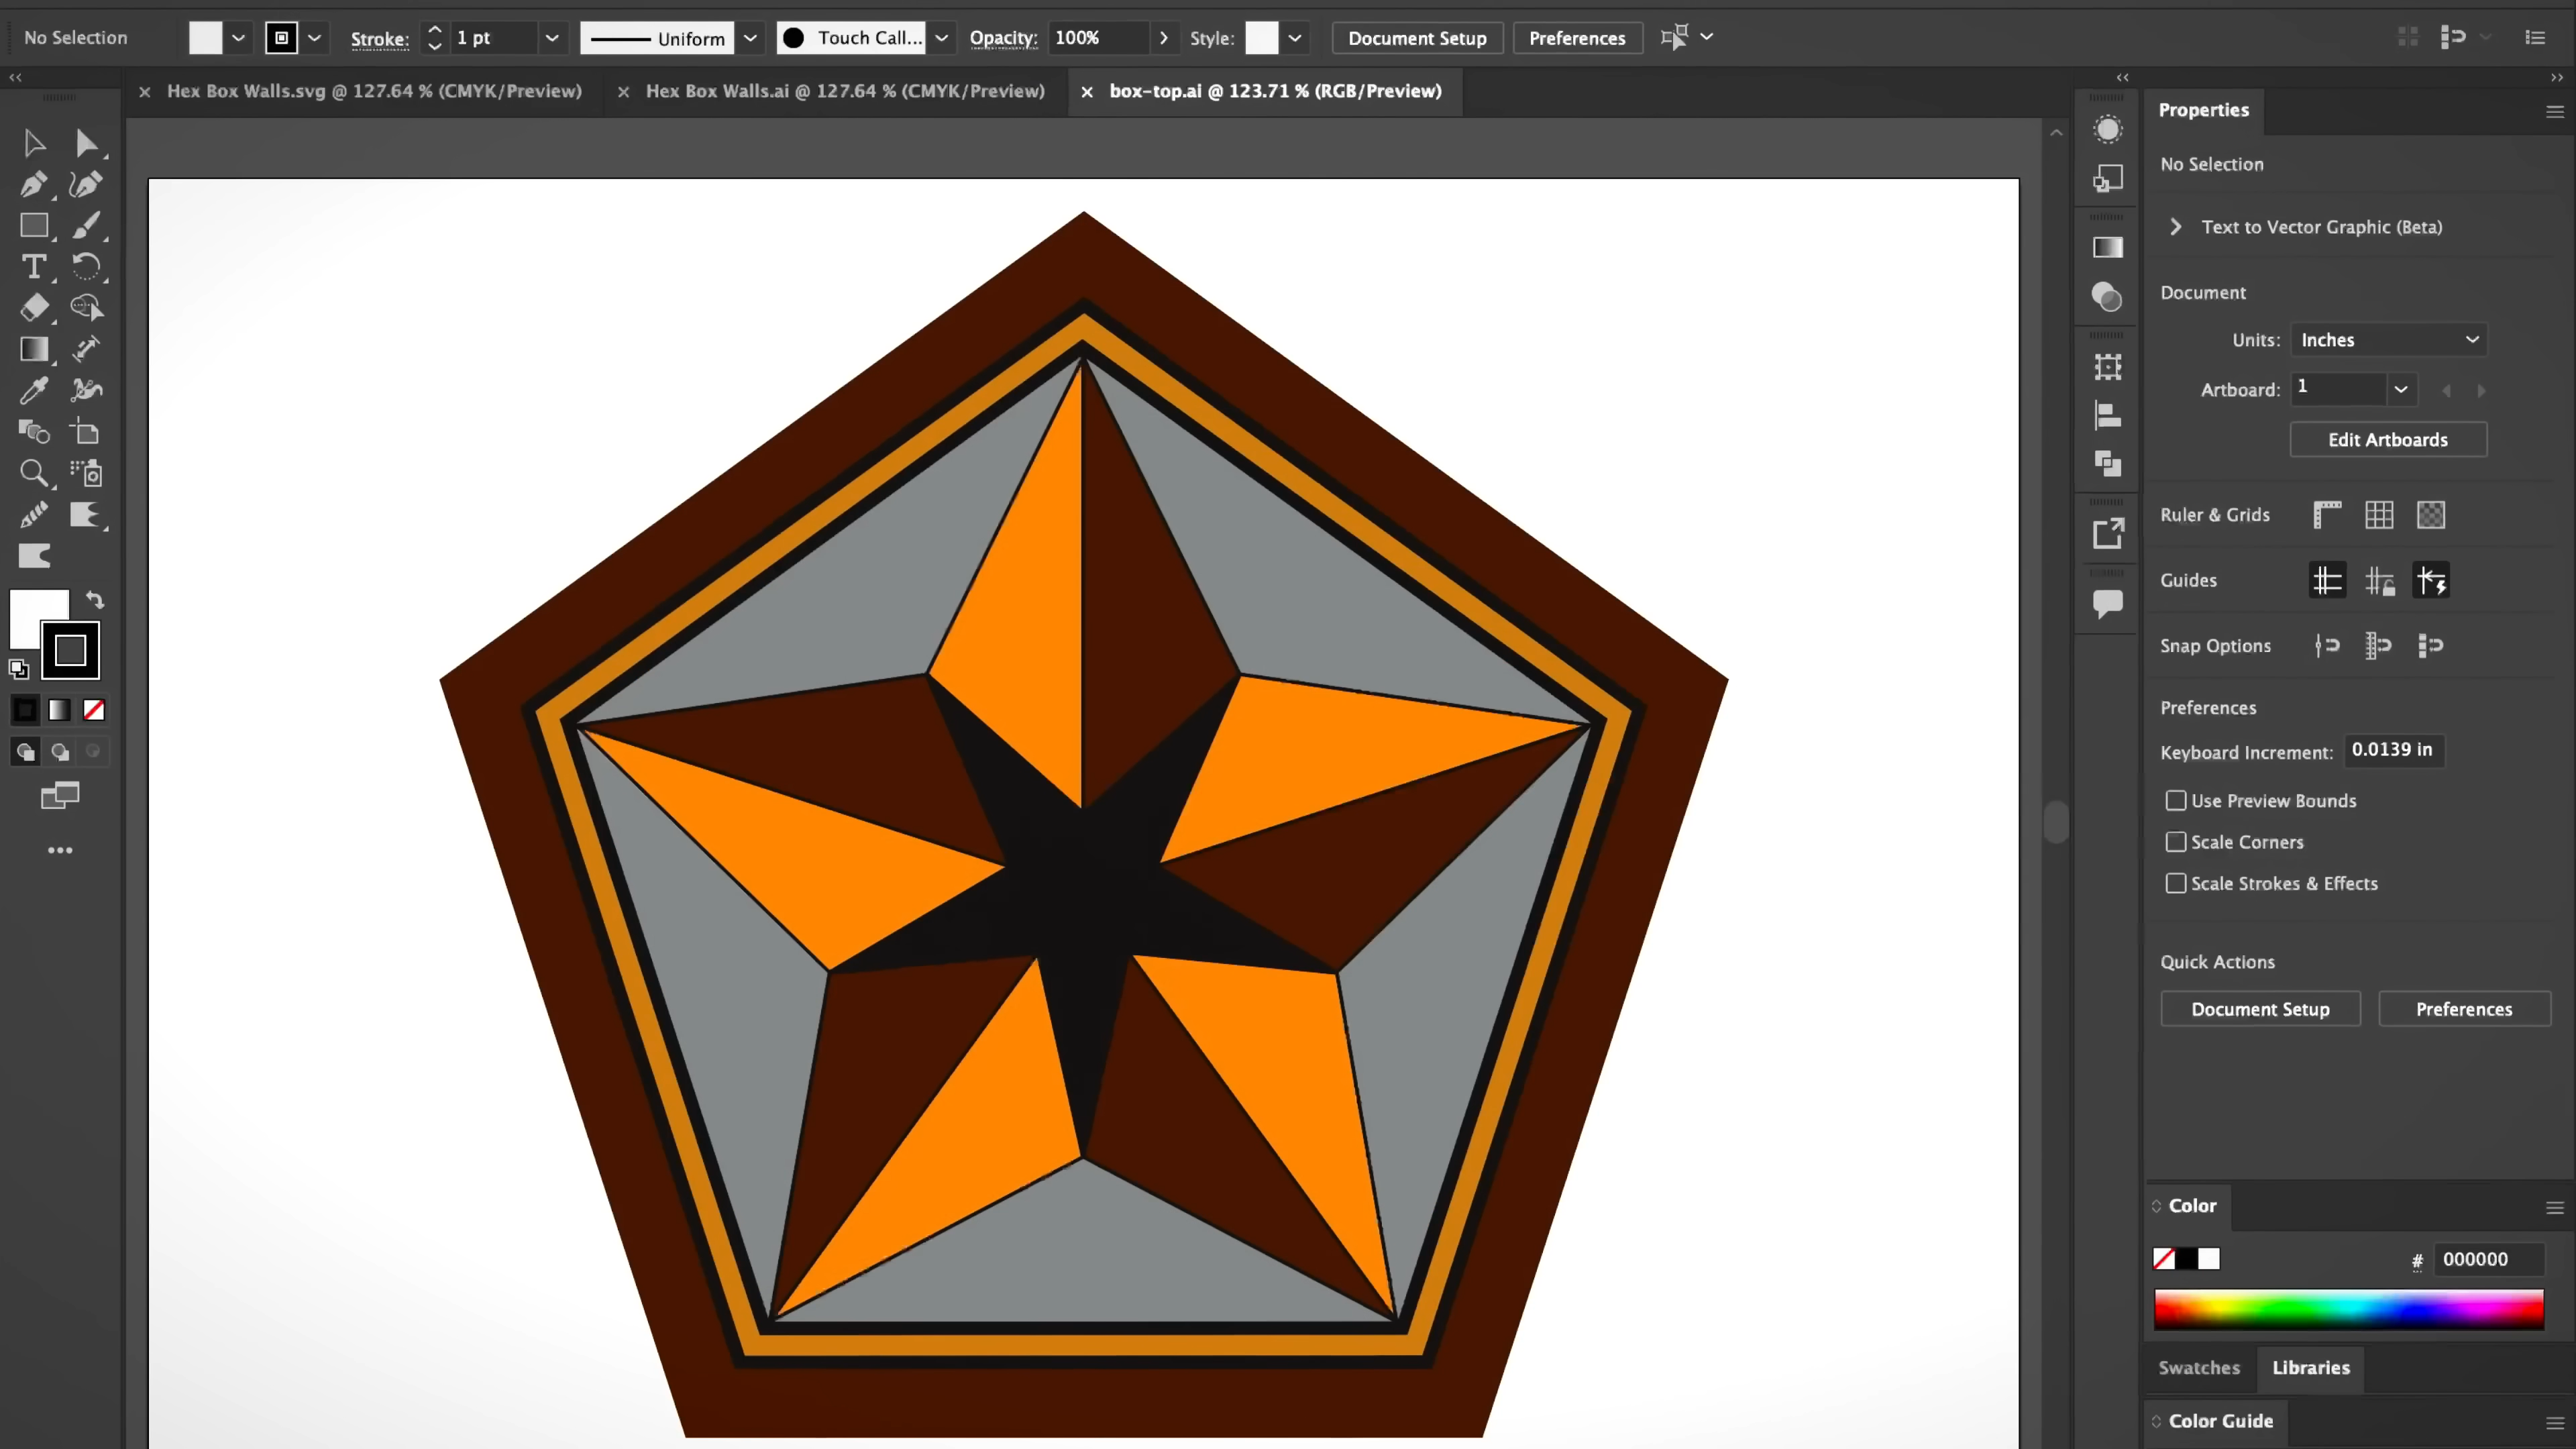 No Selection
Stroke:
1 pt
Uniform
Touch Call...
Opacity:
100%
Style:
Document Setup
Preferences
Hex Box Walls.svg @ 127.64 % (CMYK/Preview)
Hex Box Walls.ai @ 127.64 % (CMYK/Preview)
box-top.ai @ 123.71 % (RGB/Preview)
Properties
No Selection
Text to Vector Graphic (Beta)
Document
Units: Inches
Artboard: 1
Edit Artboards
Ruler & Grids
Guides
Snap Options
Preferences
Keyboard Increment: 0.0139 in
Use Preview Bounds
Scale Corners
Scale Strokes & Effects
Quick Actions
Document Setup
Preferences
Color
# 000000
Swatches
Libraries
Color Guide